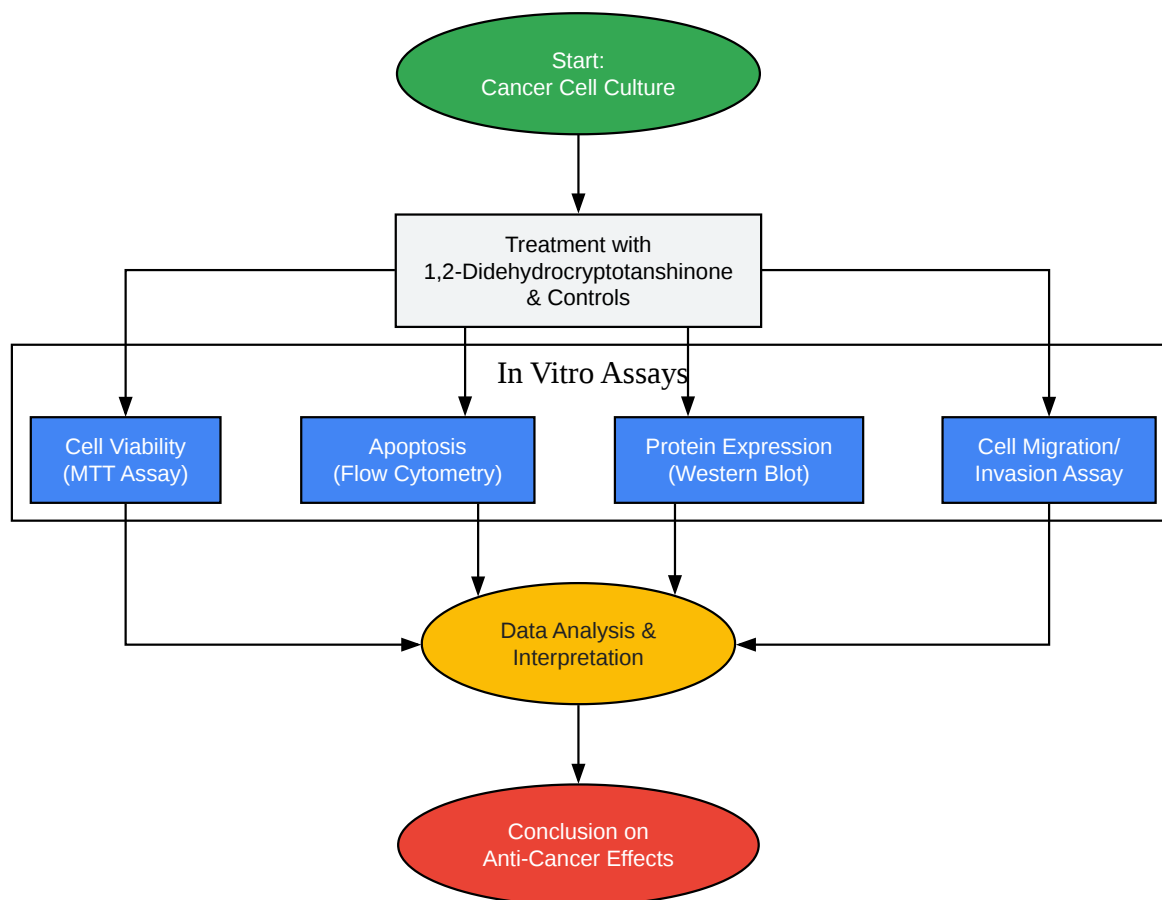 Start:
Cancer Cell Culture
Treatment with
1,2-Didehydrocryptotanshinone
& Controls
In Vitro Assays
Cell Viability
(MTT Assay)
Apoptosis
(Flow Cytometry)
Protein Expression
(Western Blot)
Cell Migration/
Invasion Assay
Data Analysis &
Interpretation
Conclusion on
Anti-Cancer Effects